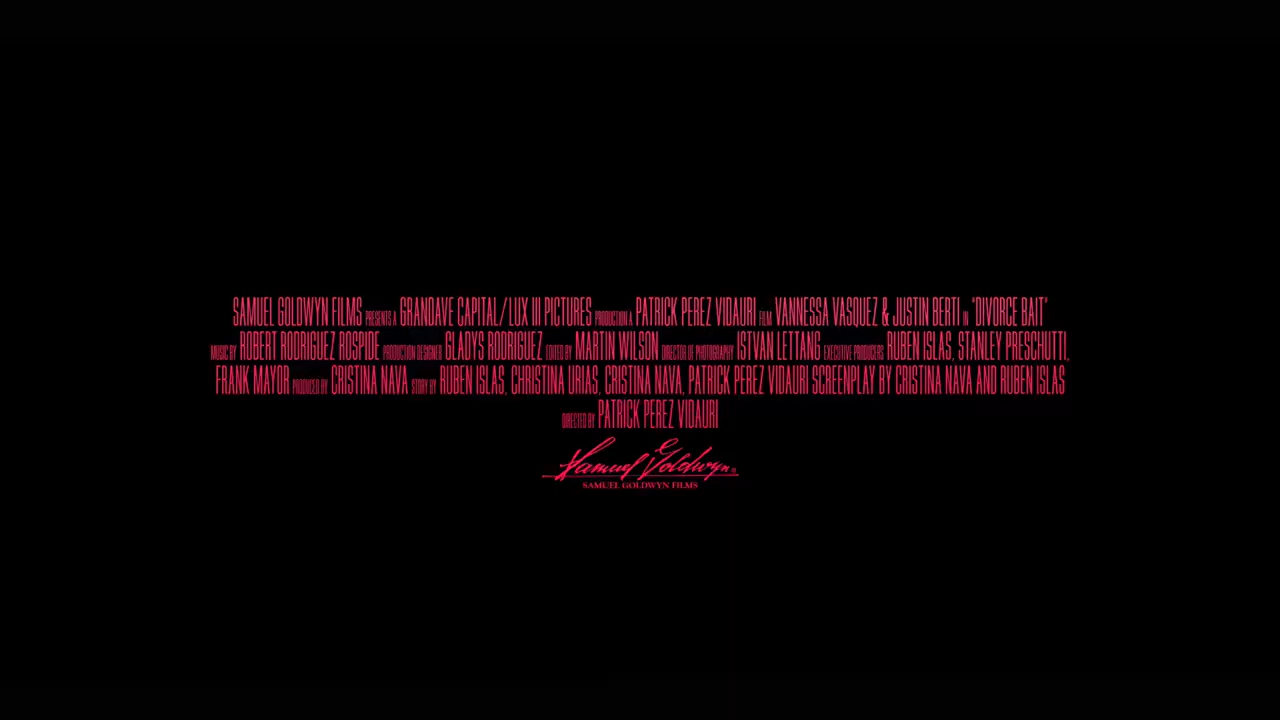 SAMUEL GOLDWYN FILMS PRESENTS A GRANDAVE CAPITAL/LUX III PICTURES PRODUCTION A PATRICK PEREZ VIDAURI FILM VANNESSA VASQUEZ & JUSTIN BERTI IN "DIVORCE BAIT"
MUSIC BY ROBERT RODRIGUEZ ROSPIDE PRODUCTION DESIGNER GLADYS RODRIGUEZ EDITED BY MARTIN WILSON DIRECTOR OF PHOTOGRAPHY ISTVAN LETTANG EXECUTIVE PRODUCERS RUBEN ISLAS, STANLEY PRESCHUTTI,
FRANK MAYOR PRODUCED BY CRISTINA NAVA STORY BY RUBEN ISLAS, CHRISTINA URIAS, CRISTINA NAVA, PATRICK PEREZ VIDAURI SCREENPLAY BY CRISTINA NAVA AND RUBEN ISLAS
DIRECTED BY PATRICK PEREZ VIDAURI
Samuel Goldwyn
SAMUEL GOLDWYN FILMS